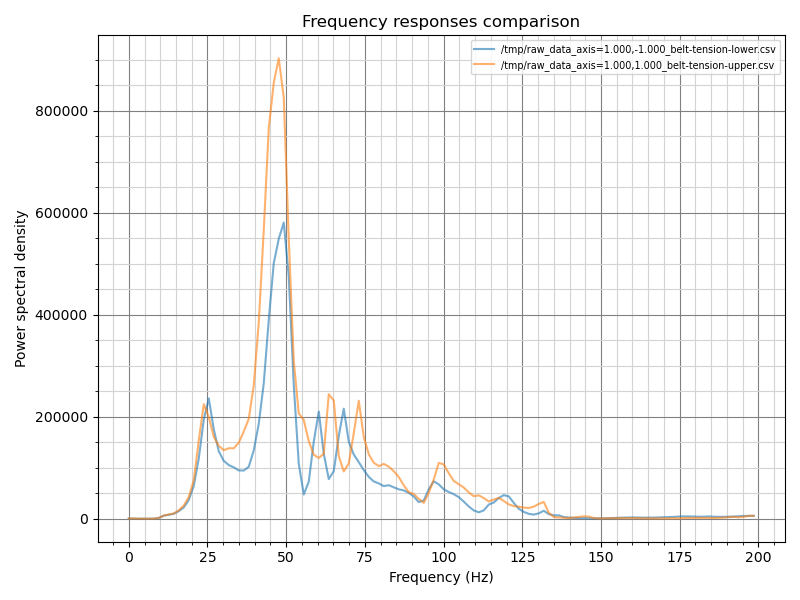 Frequency responses comparison
/tmp/raw_data_axis=1.000,-1.000_belt-tension-lower.csv
/tmp/raw_data_axis=1.000,1.000_belt-tension-upper.csv
Power spectral density
800000
600000
400000
200000
0
0 25 50 75 100 125 150 175 200
Frequency (Hz)